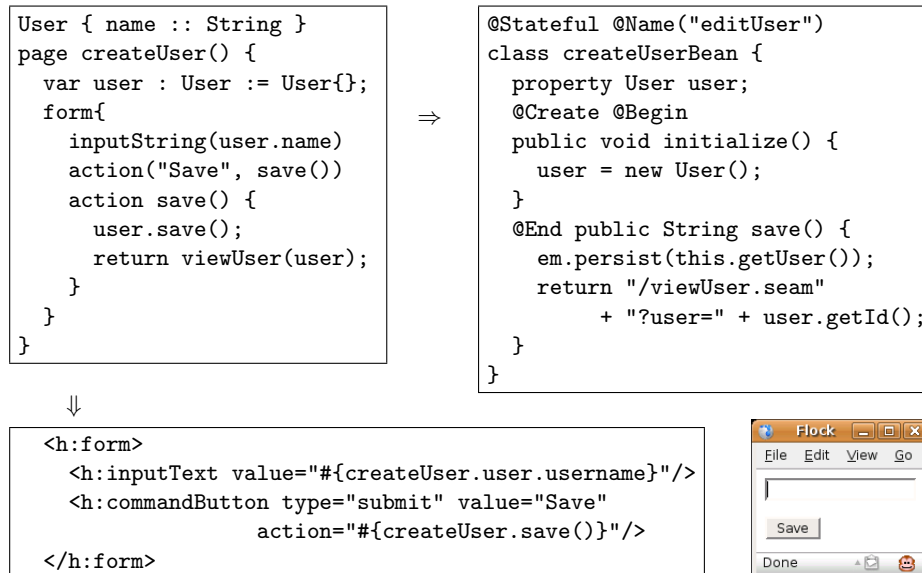 User { name :: String }
page createUser() {
  var user : User := User{};
  form{
    inputString(user.name)
    action("Save", save())
    action save() {
      user.save();
      return viewUser(user);
    }
  }
}
⇒
@Stateful @Name("editUser")
class createUserBean {
  property User user;
  @Create @Begin
  public void initialize() {
    user = new User();
  }
  @End public String save() {
    em.persist(this.getUser());
    return "/viewUser.seam"
          + "?user=" + user.getId();
  }
}
⇓
<h:form>
  <h:inputText value="#{createUser.user.username}"/>
  <h:commandButton type="submit" value="Save"
                action="#{createUser.save()}"/>
</h:form>
Flock
File Edit View Go
Save
Done